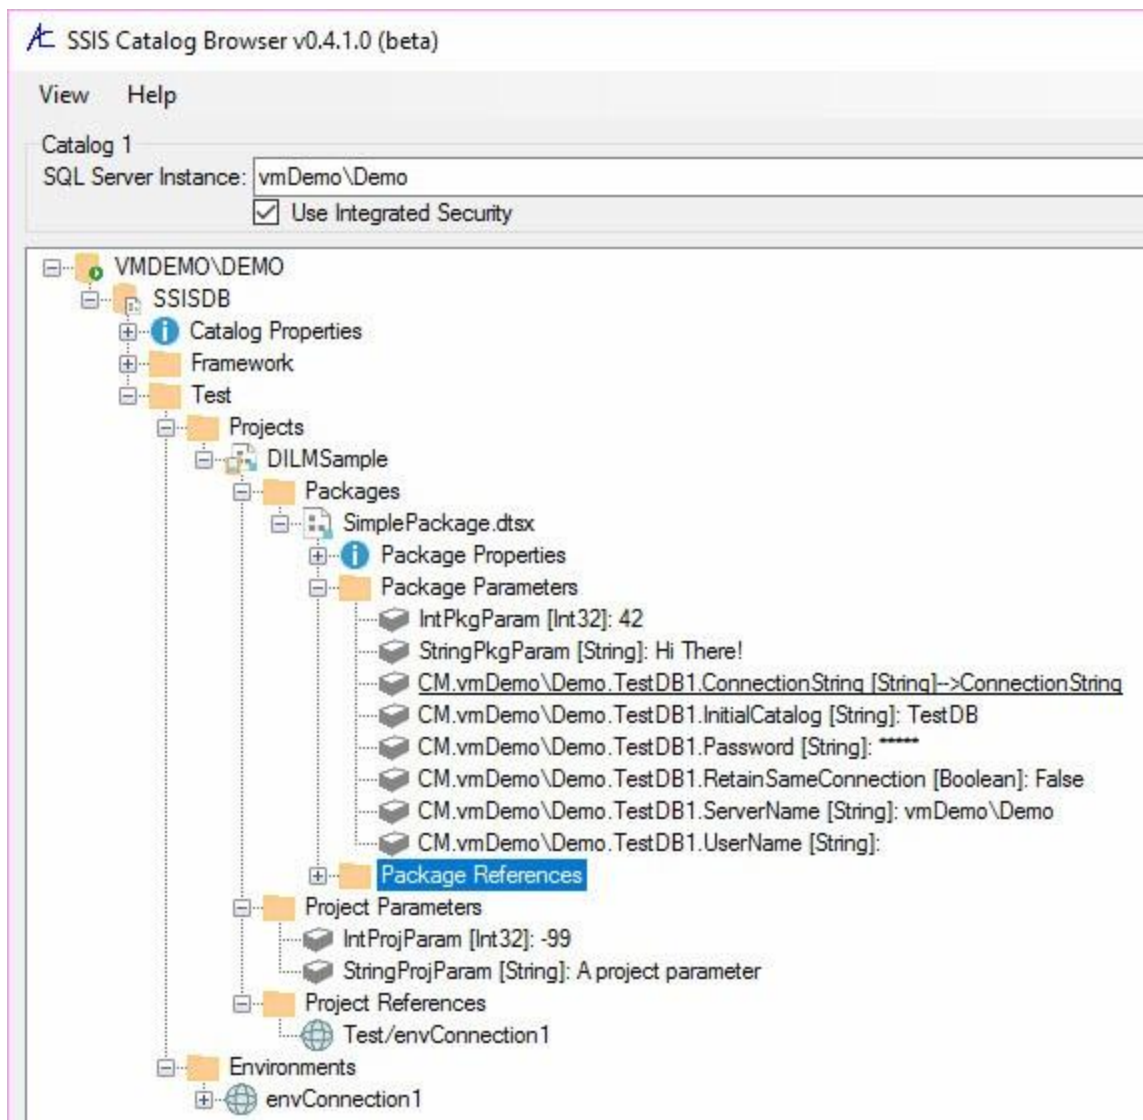 SSIS Catalog Browser v0.4.1.0 (beta)
View Help
Catalog 1
SQL Server Instance: vmDemo\Demo
Use Integrated Security
VMDEMO\DEMO
SSISDB
Catalog Properties
Framework
Test
Projects
DILMSample
Packages
SimplePackage.dtsx
Package Properties
Package Parameters
IntPkgParam [Int32]: 42
StringPkgParam [String]: Hi There!
CM.vmDemo\Demo.TestDB1.ConnectionString [String]-->ConnectionString
CM.vmDemo\Demo.TestDB1.InitialCatalog [String]: TestDB
CM.vmDemo\Demo.TestDB1.Password [String]: *****
CM.vmDemo\Demo.TestDB1.RetainSameConnection [Boolean]: False
CM.vmDemo\Demo.TestDB1.ServerName [String]: vmDemo\Demo
CM.vmDemo\Demo.TestDB1.UserName [String]:
Package References
Project Parameters
IntProjParam [Int32]: -99
StringProjParam [String]: A project parameter
Project References
Test/envConnection1
Environments
envConnection1